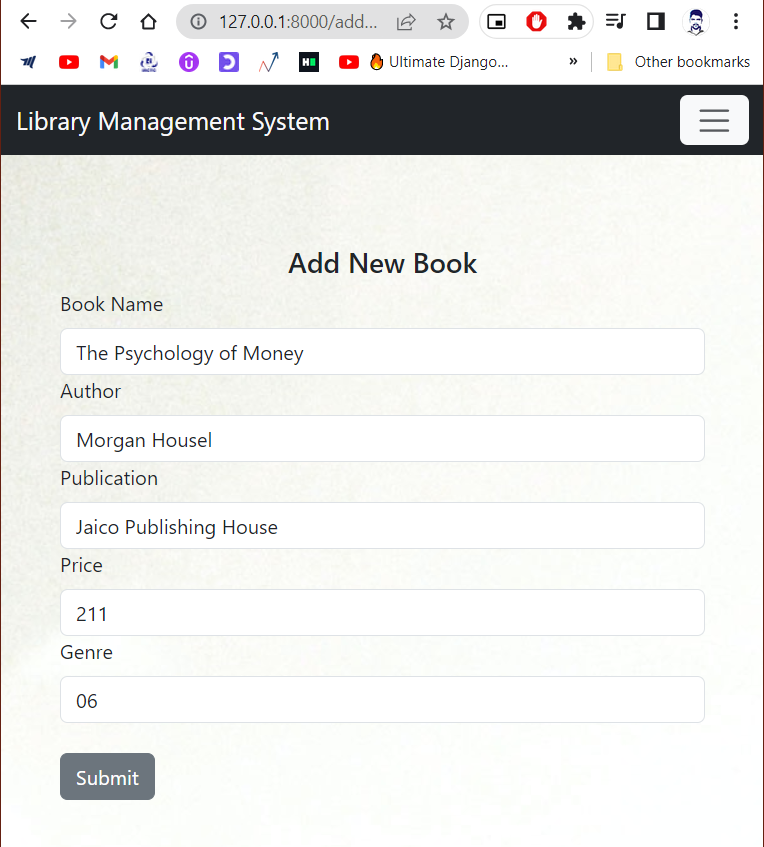 127.0.0.1:8000/add...
Ultimate Django... » Other bookmarks
Library Management System
Add New Book
Book Name
The Psychology of Money
Author
Morgan Housel
Publication
Jaico Publishing House
Price
211
Genre
06
Submit